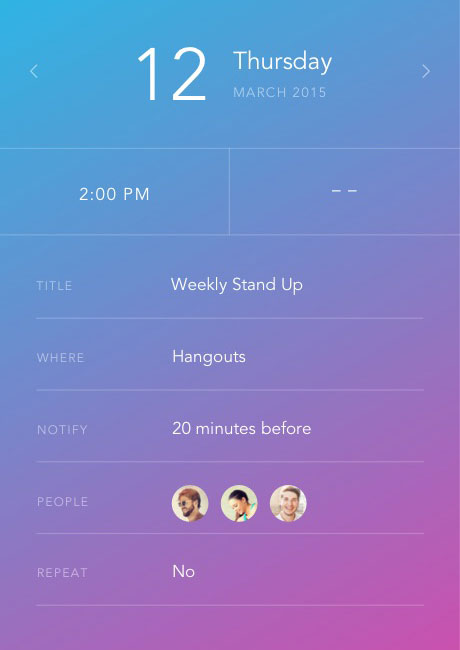 12 Thursday
MARCH 2015
2:00 PM – –
TITLE Weekly Stand Up
WHERE Hangouts
NOTIFY 20 minutes before
PEOPLE
REPEAT No